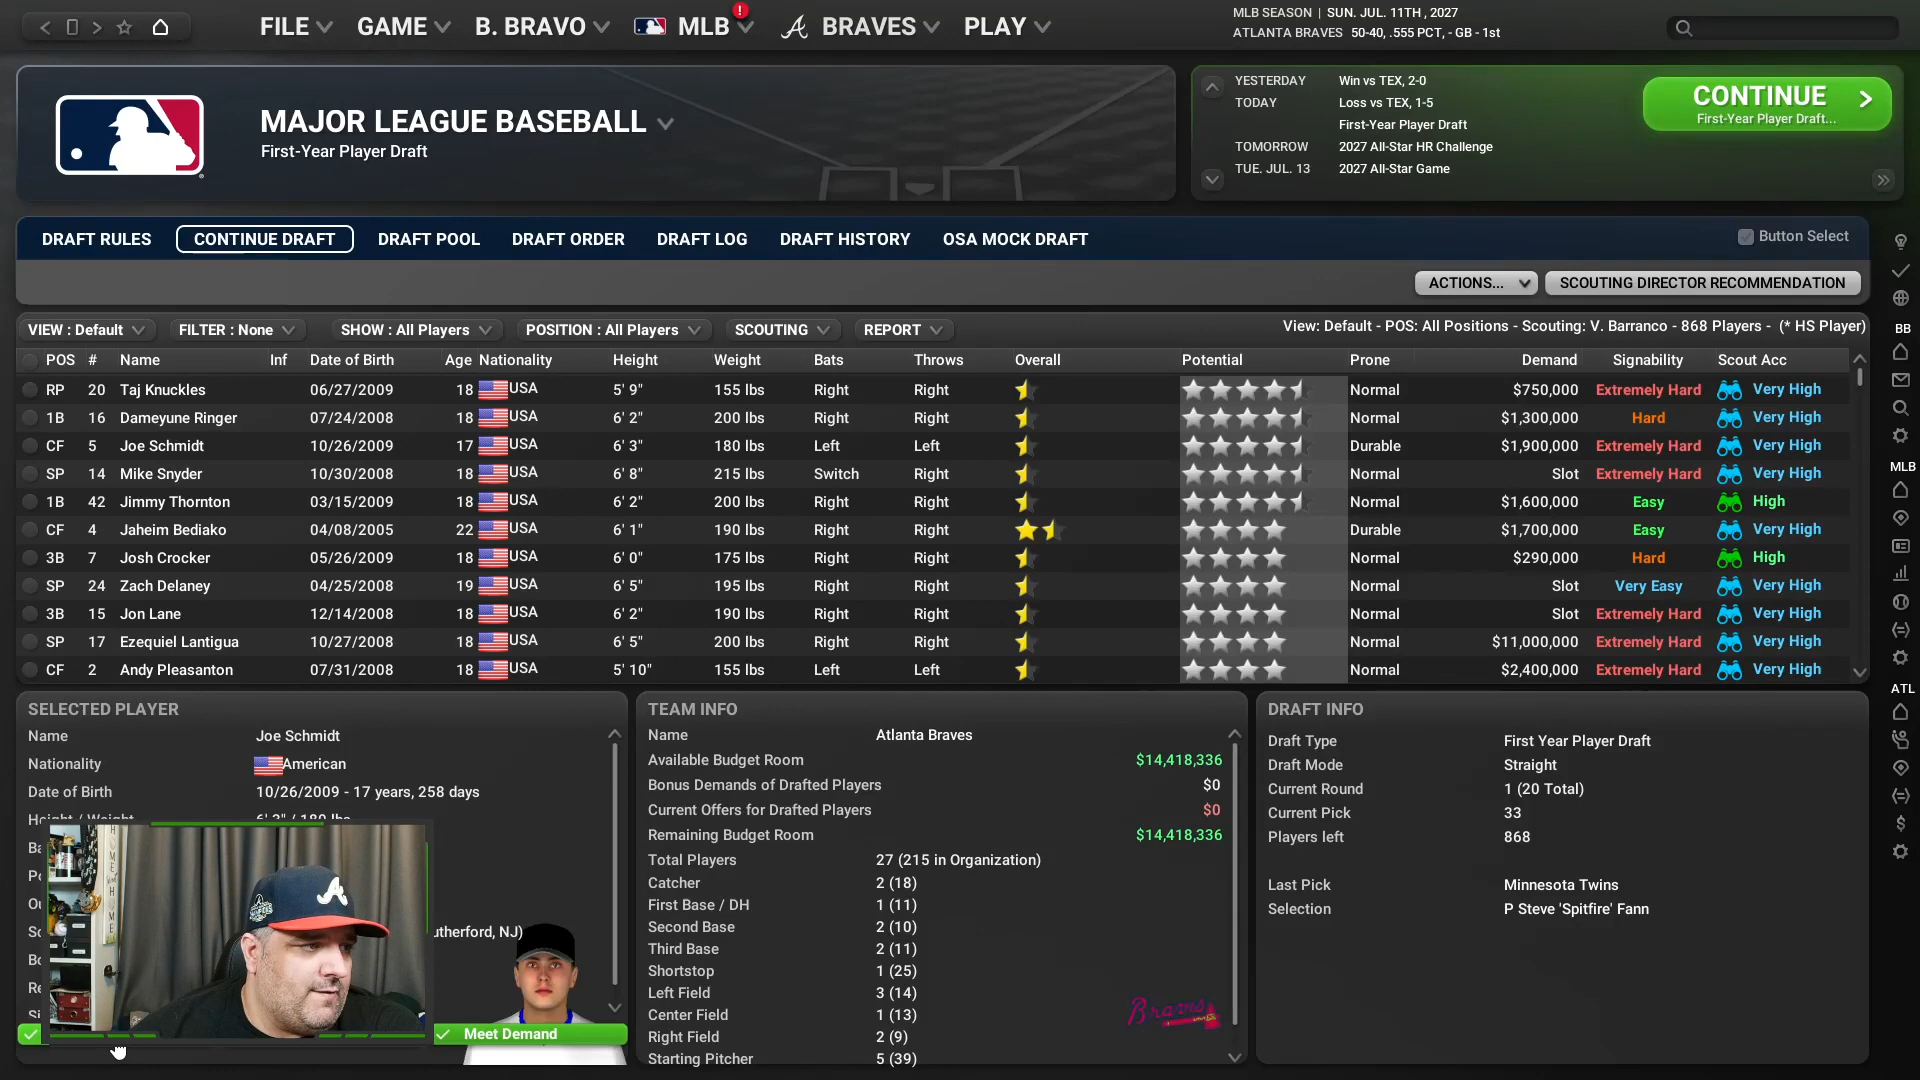 FILE GAME B. BRAVO MLB ! BRAVES PLAY
MLB SEASON | SUN. JUL. 11TH , 2027
ATLANTA BRAVES 50-40, .555 PCT, - GB - 1st
MAJOR LEAGUE BASEBALL
First-Year Player Draft
YESTERDAY Win vs TEX, 2-0
TODAY Loss vs TEX, 1-5
First-Year Player Draft
TOMORROW 2027 All-Star HR Challenge
TUE. JUL. 13 2027 All-Star Game
CONTINUE
First-Year Player Draft...
DRAFT RULES CONTINUE DRAFT DRAFT POOL DRAFT ORDER DRAFT LOG DRAFT HISTORY OSA MOCK DRAFT Button Select
ACTIONS... SCOUTING DIRECTOR RECOMMENDATION
VIEW : Default FILTER : None SHOW : All Players POSITION : All Players SCOUTING REPORT View: Default - POS: All Positions - Scouting: V. Barranco - 868 Players - (* HS Player)
POS # Name Inf Date of Birth Age Nationality Height Weight Bats Throws Overall Potential Prone Demand Signability Scout Acc
RP 20 Taj Knuckles 06/27/2009 18 USA 5' 9" 155 lbs Right Right Normal $750,000 Extremely Hard Very High
1B 16 Dameyune Ringer 07/24/2008 18 USA 6' 2" 200 lbs Right Right Normal $1,300,000 Hard Very High
CF 5 Joe Schmidt 10/26/2009 17 USA 6' 3" 180 lbs Left Left Durable $1,900,000 Extremely Hard Very High
SP 14 Mike Snyder 10/30/2008 18 USA 6' 8" 215 lbs Switch Right Normal Slot Extremely Hard Very High
1B 42 Jimmy Thornton 03/15/2009 18 USA 6' 2" 200 lbs Right Right Normal $1,600,000 Easy High
CF 4 Jaheim Bediako 04/08/2005 22 USA 6' 1" 190 lbs Right Right Durable $1,700,000 Easy Very High
3B 7 Josh Crocker 05/26/2009 18 USA 6' 0" 175 lbs Right Right Normal $290,000 Hard High
SP 24 Zach Delaney 04/25/2008 19 USA 6' 5" 195 lbs Right Right Normal Slot Very Easy Very High
3B 15 Jon Lane 12/14/2008 18 USA 6' 2" 190 lbs Right Right Normal Slot Extremely Hard Very High
SP 17 Ezequiel Lantigua 10/27/2008 18 USA 6' 5" 200 lbs Right Right Normal $11,000,000 Extremely Hard Very High
CF 2 Andy Pleasanton 07/31/2008 18 USA 5' 10" 155 lbs Left Left Normal $2,400,000 Extremely Hard Very High
BB
MLB
ATL
SELECTED PLAYER
Name Joe Schmidt
Nationality American
Date of Birth 10/26/2009 - 17 years, 258 days
Height / Weight 6' 3" / 180 lbs
utherford, NJ)
Meet Demand
A
TEAM INFO
Name Atlanta Braves
Available Budget Room $14,418,336
Bonus Demands of Drafted Players $0
Current Offers for Drafted Players $0
Remaining Budget Room $14,418,336
Total Players 27 (215 in Organization)
Catcher 2 (18)
First Base / DH 1 (11)
Second Base 2 (10)
Third Base 2 (11)
Shortstop 1 (25)
Left Field 3 (14)
Center Field 1 (13)
Right Field 2 (9)
Starting Pitcher 5 (39)
Braves
DRAFT INFO
Draft Type First Year Player Draft
Draft Mode Straight
Current Round 1 (20 Total)
Current Pick 33
Players left 868
Last Pick Minnesota Twins
Selection P Steve 'Spitfire' Fann